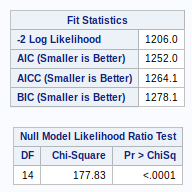 Fit Statistics
-2 Log Likelihood 1206.0
AIC (Smaller is Better) 1252.0
AICC (Smaller is Better) 1264.1
BIC (Smaller is Better) 1278.1
Null Model Likelihood Ratio Test
DF Chi-Square Pr > ChiSq
14 177.83 <.0001